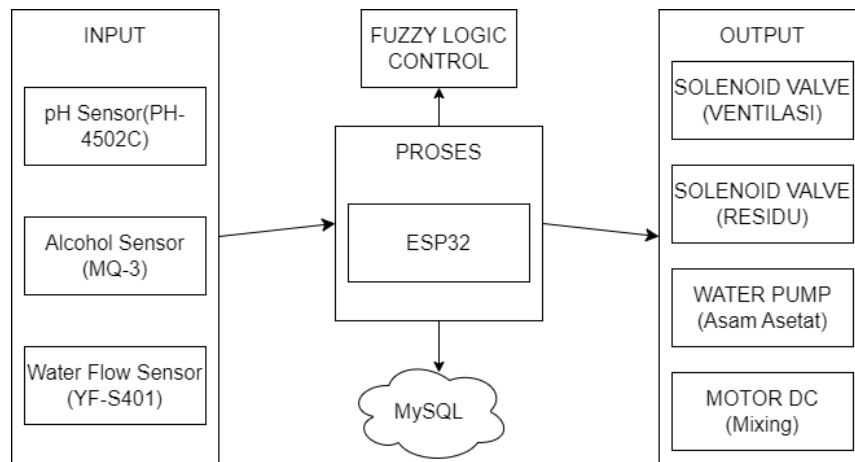 INPUT
pH Sensor(PH-
4502C)
Alcohol Sensor
(MQ-3)
Water Flow Sensor
(YF-S401)
FUZZY LOGIC
CONTROL
PROSES
ESP32
MySQL
OUTPUT
SOLENOID VALVE
(VENTILASI)
SOLENOID VALVE
(RESIDU)
WATER PUMP
(Asam Asetat)
MOTOR DC
(Mixing)